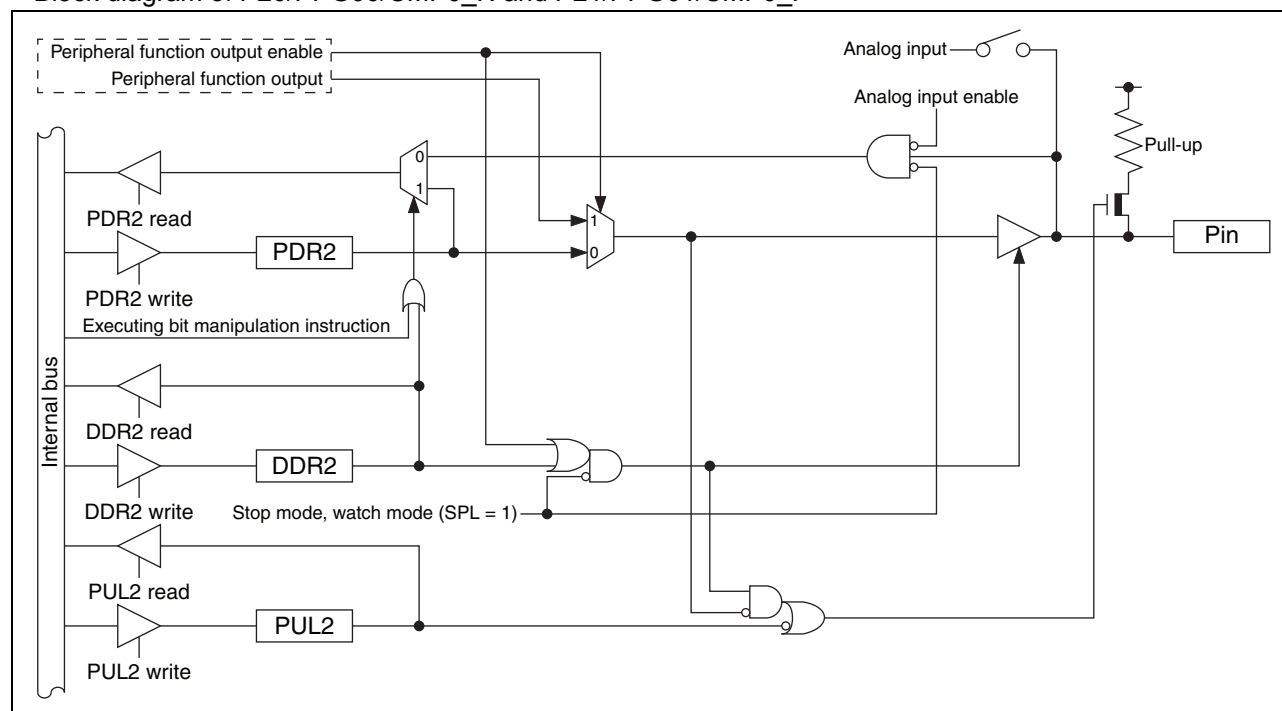 Peripheral function output enable
Peripheral function output
Analog input
Analog input enable
Pull-up
0
1
PDR2 read
1
0
PDR2
Pin
PDR2 write
Executing bit manipulation instruction
Internal bus
DDR2 read
DDR2
DDR2 write
Stop mode, watch mode (SPL = 1)
PUL2 read
PUL2
PUL2 write